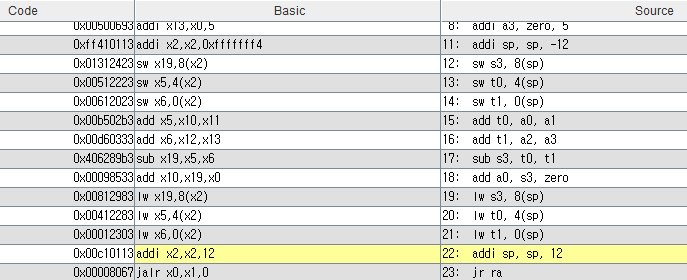 Code Basic Source
0x00500693 addi x13,x0,5 8: addi a3, zero, 5
0xff410113 addi x2,x2,0xfffffff4 11: addi sp, sp, -12
0x01312423 sw x19,8(x2) 12: sw s3, 8(sp)
0x00512223 sw x5,4(x2) 13: sw t0, 4(sp)
0x00612023 sw x6,0(x2) 14: sw t1, 0(sp)
0x00b502b3 add x5,x10,x11 15: add t0, a0, a1
0x00d60333 add x6,x12,x13 16: add t1, a2, a3
0x406289b3 sub x19,x5,x6 17: sub s3, t0, t1
0x00098533 add x10,x19,x0 18: add a0, s3, zero
0x00812983 lw x19,8(x2) 19: lw s3, 8(sp)
0x00412283 lw x5,4(x2) 20: lw t0, 4(sp)
0x00012303 lw x6,0(x2) 21: lw t1, 0(sp)
0x00c10113 addi x2,x2,12 22: addi sp, sp, 12
0x00008067 jalr x0,x1,0 23: jr ra